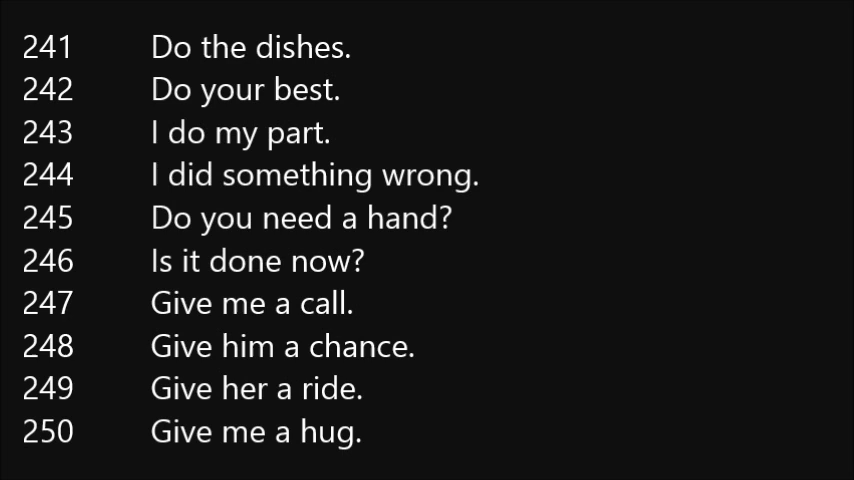 241 Do the dishes.
242 Do your best.
243 I do my part.
244 I did something wrong.
245 Do you need a hand?
246 Is it done now?
247 Give me a call.
248 Give him a chance.
249 Give her a ride.
250 Give me a hug.